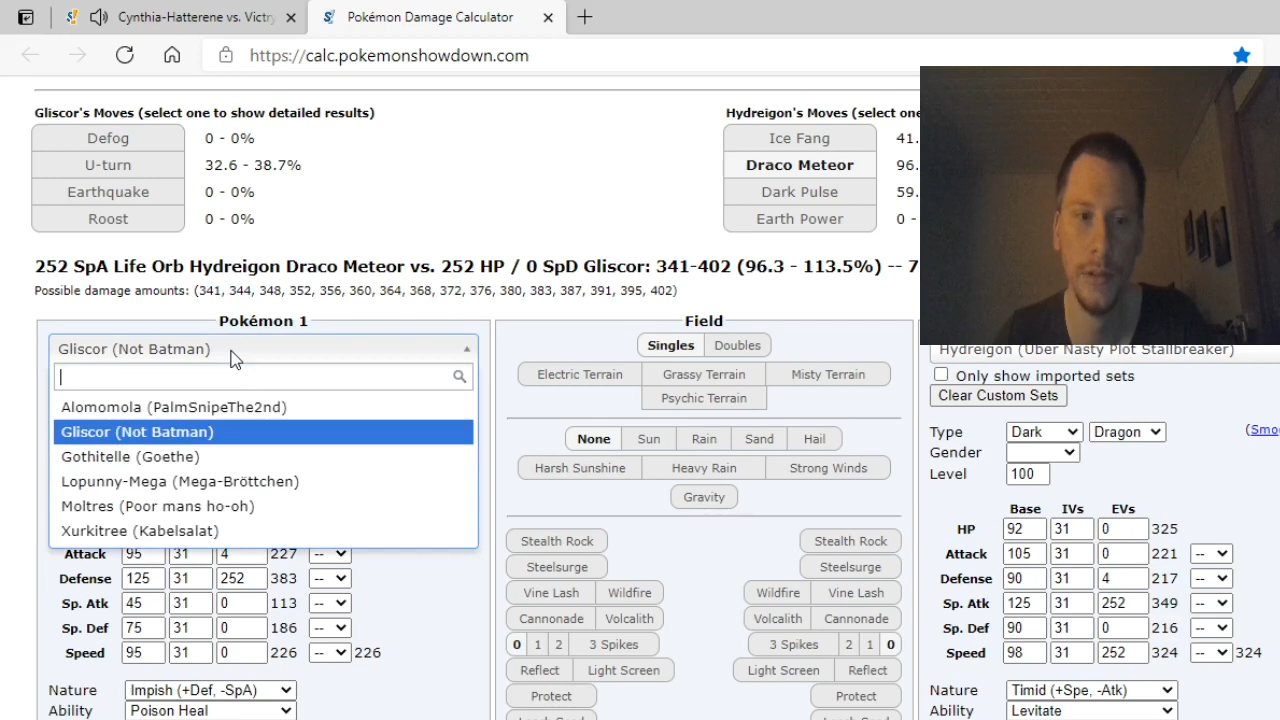 Cynthia-Hatterene vs. Victry
Pokémon Damage Calculator
https://calc.pokemonshowdown.com
Gliscor's Moves (select one to show detailed results)
Hydreigon's Moves (select one
Defog 0 - 0%
U-turn 32.6 - 38.7%
Earthquake 0 - 0%
Roost 0 - 0%
Ice Fang 41.
Draco Meteor 96.
Dark Pulse 59.
Earth Power 0 -
252 SpA Life Orb Hydreigon Draco Meteor vs. 252 HP / 0 SpD Gliscor: 341-402 (96.3 - 113.5%) -- 7
Possible damage amounts: (341, 344, 348, 352, 356, 360, 364, 368, 372, 376, 380, 383, 387, 391, 395, 402)
Pokémon 1
Gliscor (Not Batman)
Alomomola (PalmSnipeThe2nd)
Gliscor (Not Batman)
Gothitelle (Goethe)
Lopunny-Mega (Mega-Bröttchen)
Moltres (Poor mans ho-oh)
Xurkitree (Kabelsalat)
Attack 95 31 4 227 --
Defense 125 31 252 383 --
Sp. Atk 45 31 0 113 --
Sp. Def 75 31 0 186 --
Speed 95 31 0 226 -- 226
Nature Impish (+Def, -SpA)
Ability Poison Heal
Field
Singles Doubles
Electric Terrain Grassy Terrain Misty Terrain
Psychic Terrain
None Sun Rain Sand Hail
Harsh Sunshine Heavy Rain Strong Winds
Gravity
Stealth Rock Stealth Rock
Steelsurge Steelsurge
Vine Lash Wildfire Wildfire Vine Lash
Cannonade Volcalith Volcalith Cannonade
0 1 2 3 Spikes 3 Spikes 2 1 0
Reflect Light Screen Light Screen Reflect
Protect Protect
Hydreigon (Uber Nasty Plot Stallbreaker)
Only show imported sets
Clear Custom Sets
Type Dark Dragon (Smo
Gender
Level 100
Base IVs EVs
HP 92 31 0 325
Attack 105 31 0 221 --
Defense 90 31 4 217 --
Sp. Atk 125 31 252 349 --
Sp. Def 90 31 0 216 --
Speed 98 31 252 324 -- 324
Nature Timid (+Spe, -Atk)
Ability Levitate